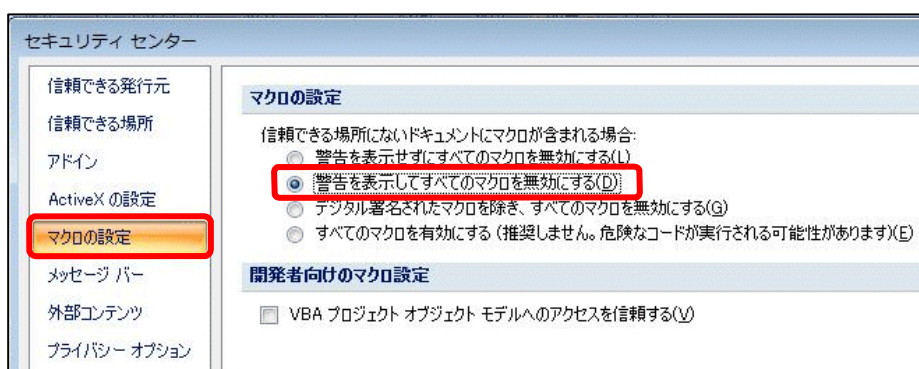 セキュリティ センター
信頼できる発行元
信頼できる場所
アドイン
ActiveX の設定
マクロの設定
メッセージ バー
外部コンテンツ
プライバシー オプション
マクロの設定
信頼できる場所にないドキュメントにマクロが含まれる場合:
警告を表示せずにすべてのマクロを無効にする(L)
警告を表示してすべてのマクロを無効にする(D)
デジタル署名されたマクロを除き、すべてのマクロを無効にする(G)
すべてのマクロを有効にする (推奨しません。危険なコードが実行される可能性があります)(E)
開発者向けのマクロ設定
VBA プロジェクト オブジェクト モデルへのアクセスを信頼する(V)